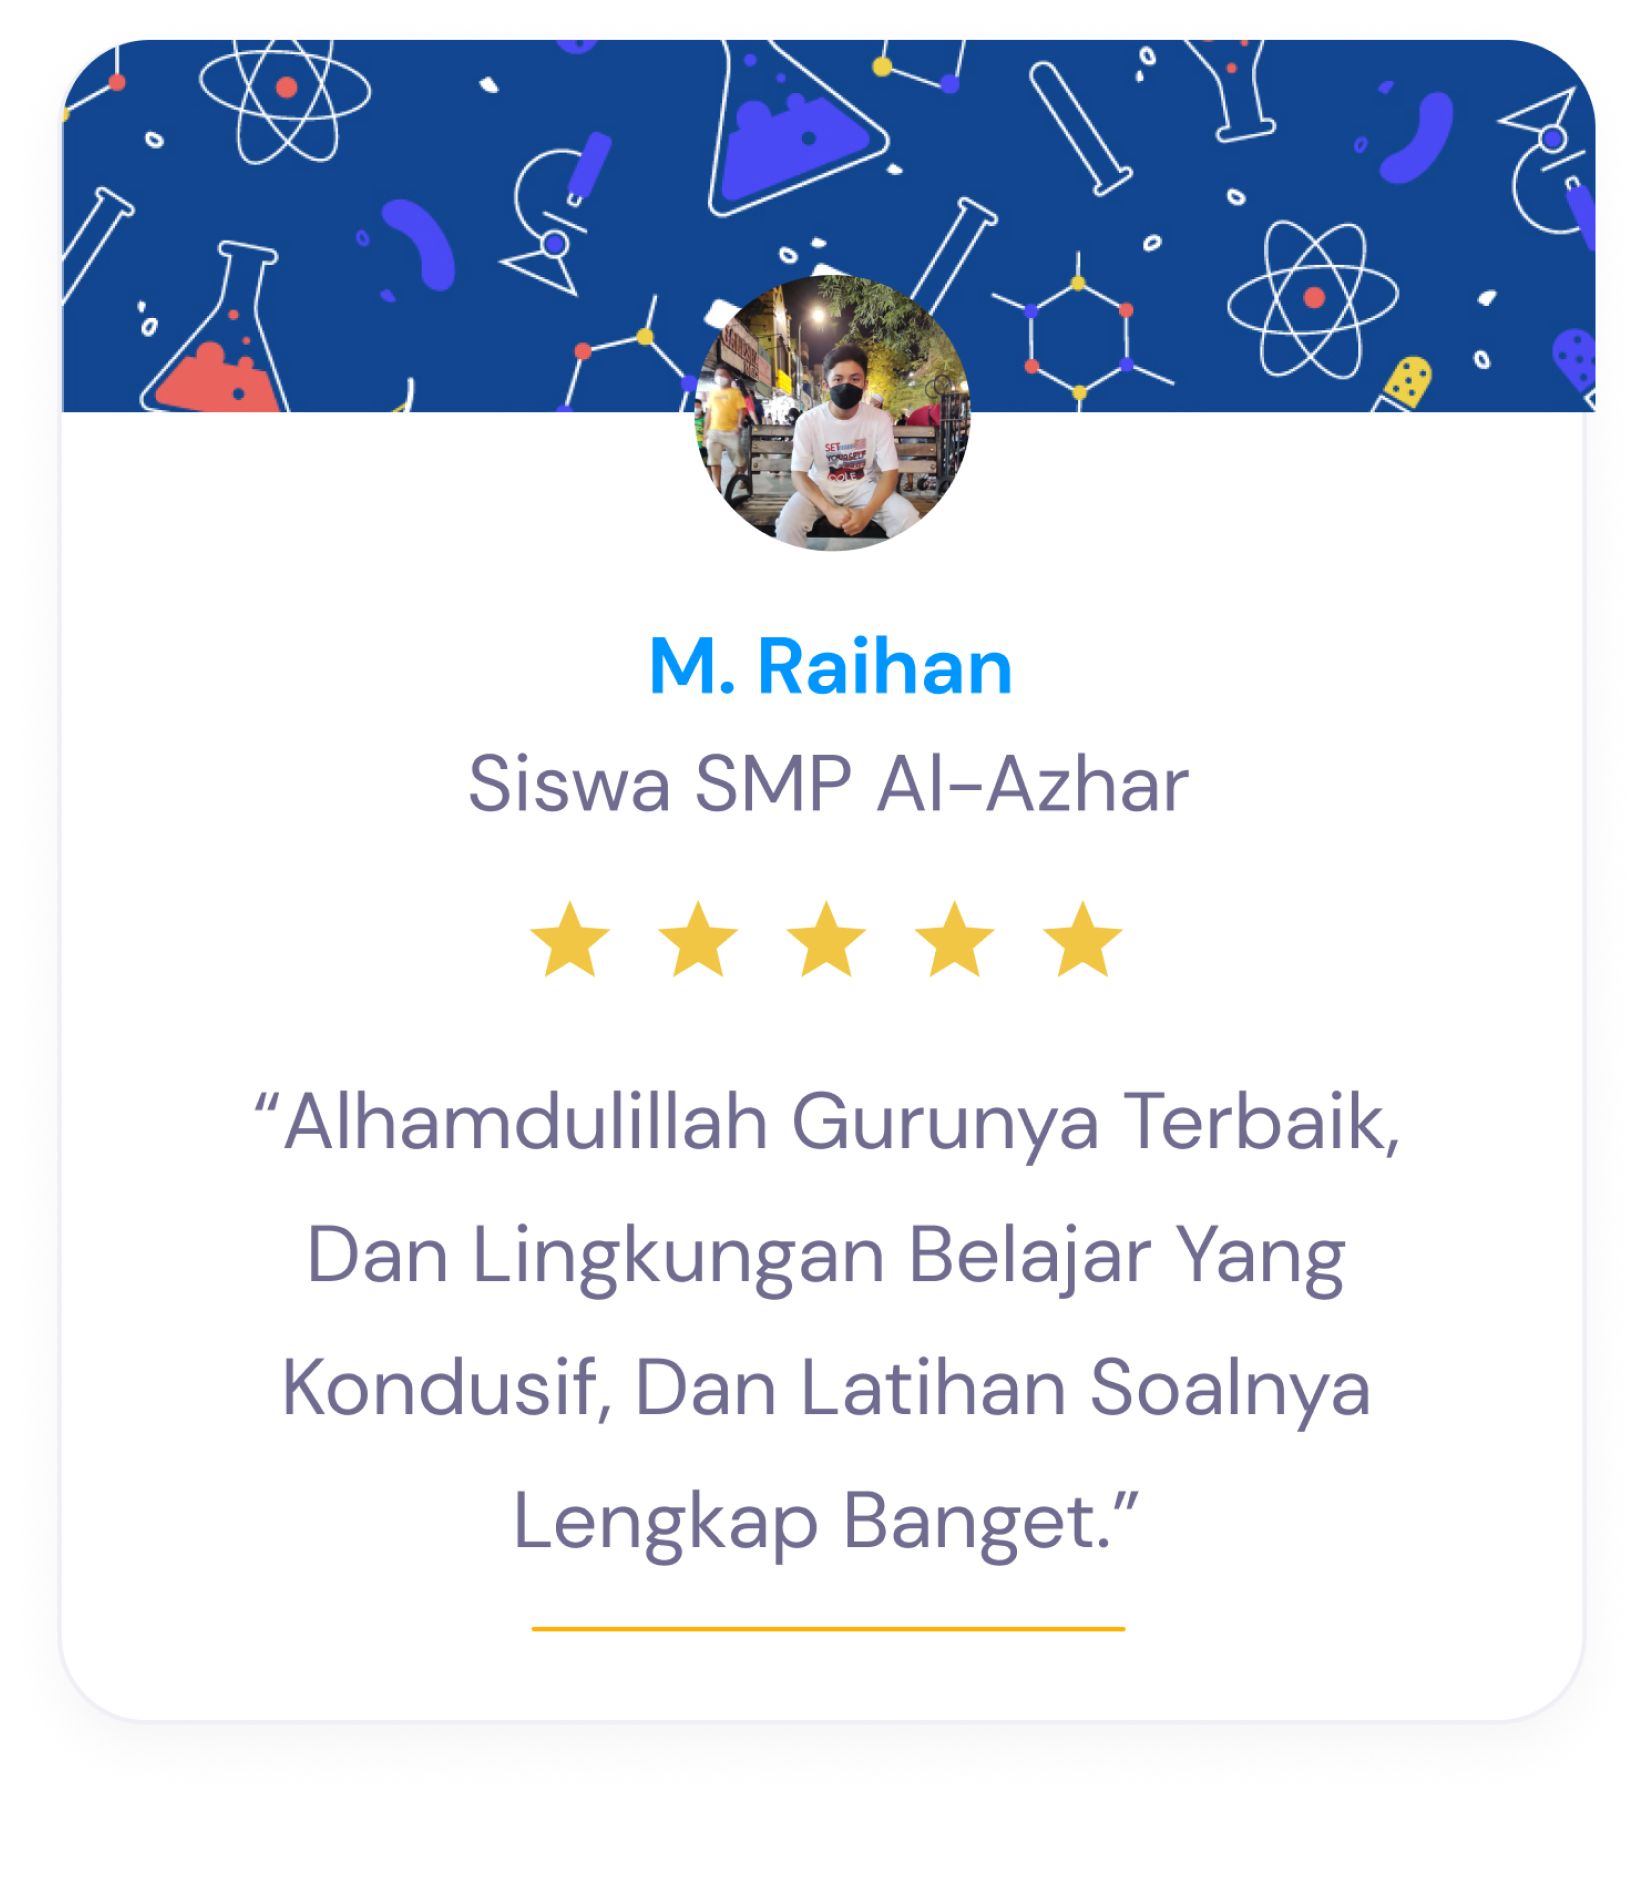 M. Raihan
Siswa SMP Al-Azhar
“Alhamdulillah Gurunya Terbaik,
Dan Lingkungan Belajar Yang
Kondusif, Dan Latihan Soalnya
Lengkap Banget.”